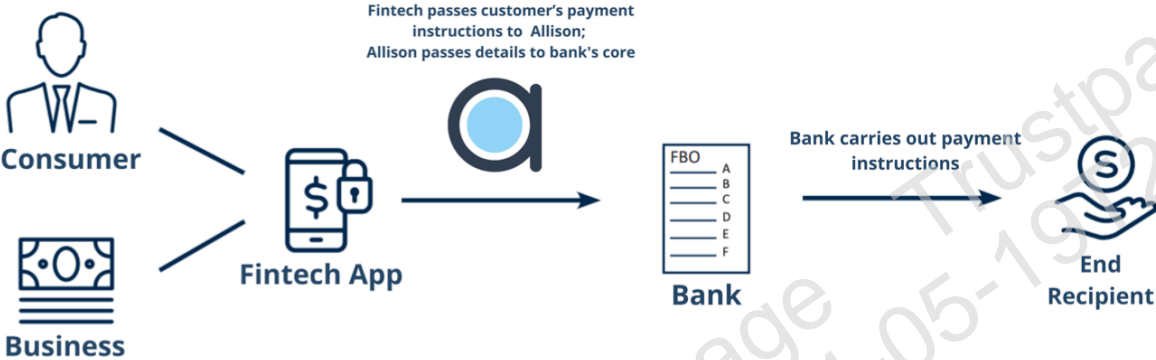 Fintech passes customer's payment
instructions to Allison;
Allison passes details to bank's core
Consumer
Business
$
Fintech App
FBO
A
B
C
D
E
F
Bank
Bank carries out payment
instructions
S
End
Recipient